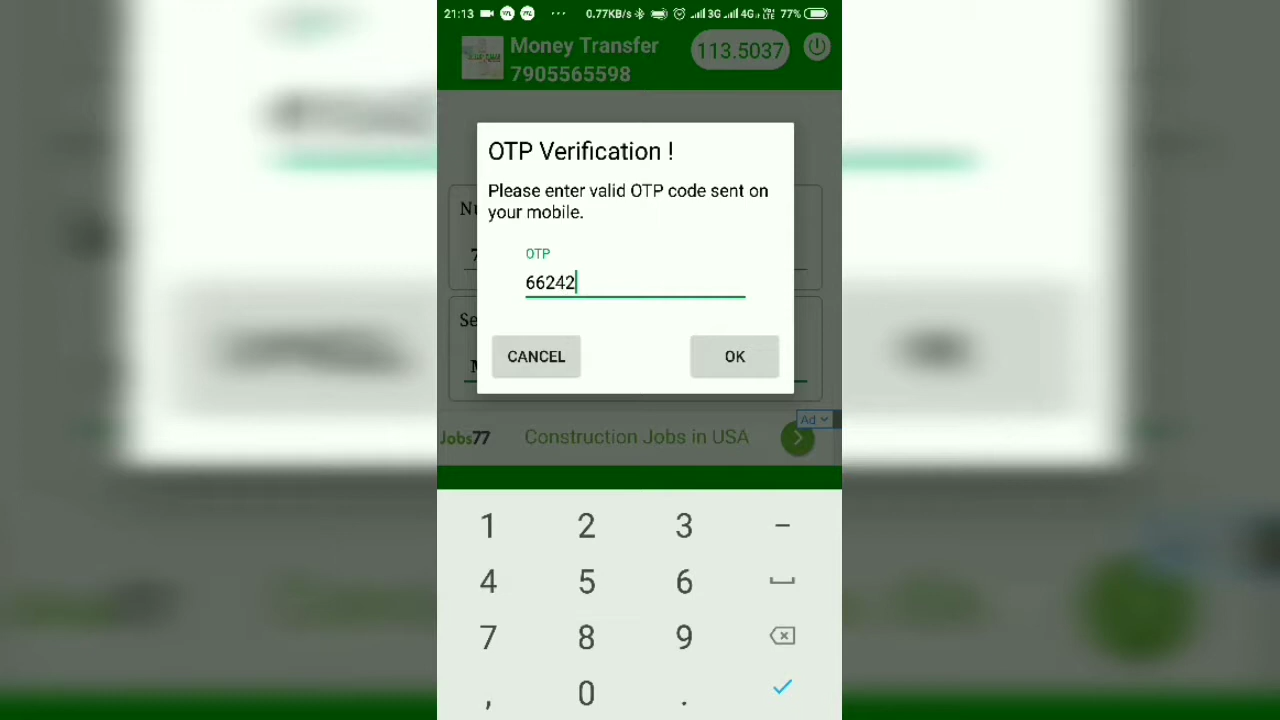 21:13 ... 0.77KB/s 3G 4G VoLTE 77%
Money Transfer
113.5037
7905565598
OTP Verification !
Please enter valid OTP code sent on
your mobile.
OTP
66242
CANCEL OK
Ad
Jobs77 Construction Jobs in USA
1 2 3 –
4 5 6
7 8 9
, 0 .